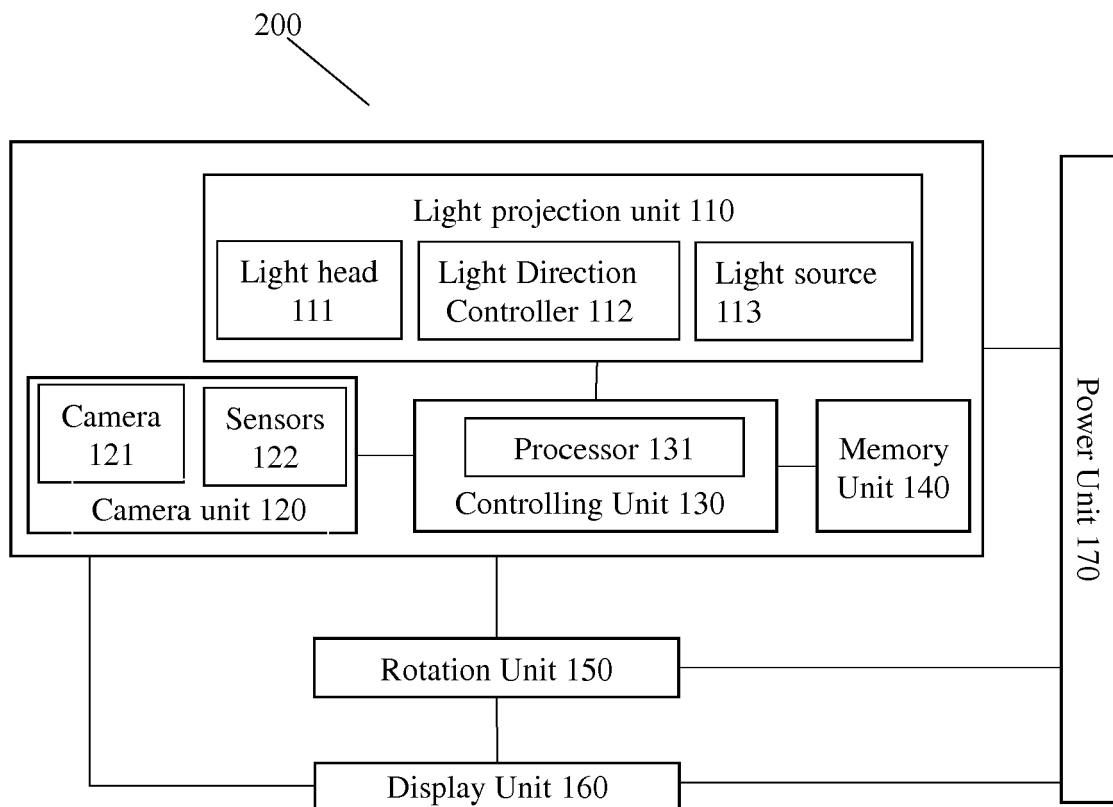 200
Light projection unit 110
Light head
111
Light Direction
Controller 112
Light source
113
Camera
121
Sensors
122
Camera unit 120
Processor 131
Controlling Unit 130
Memory
Unit 140
Power Unit 170
Rotation Unit 150
Display Unit 160